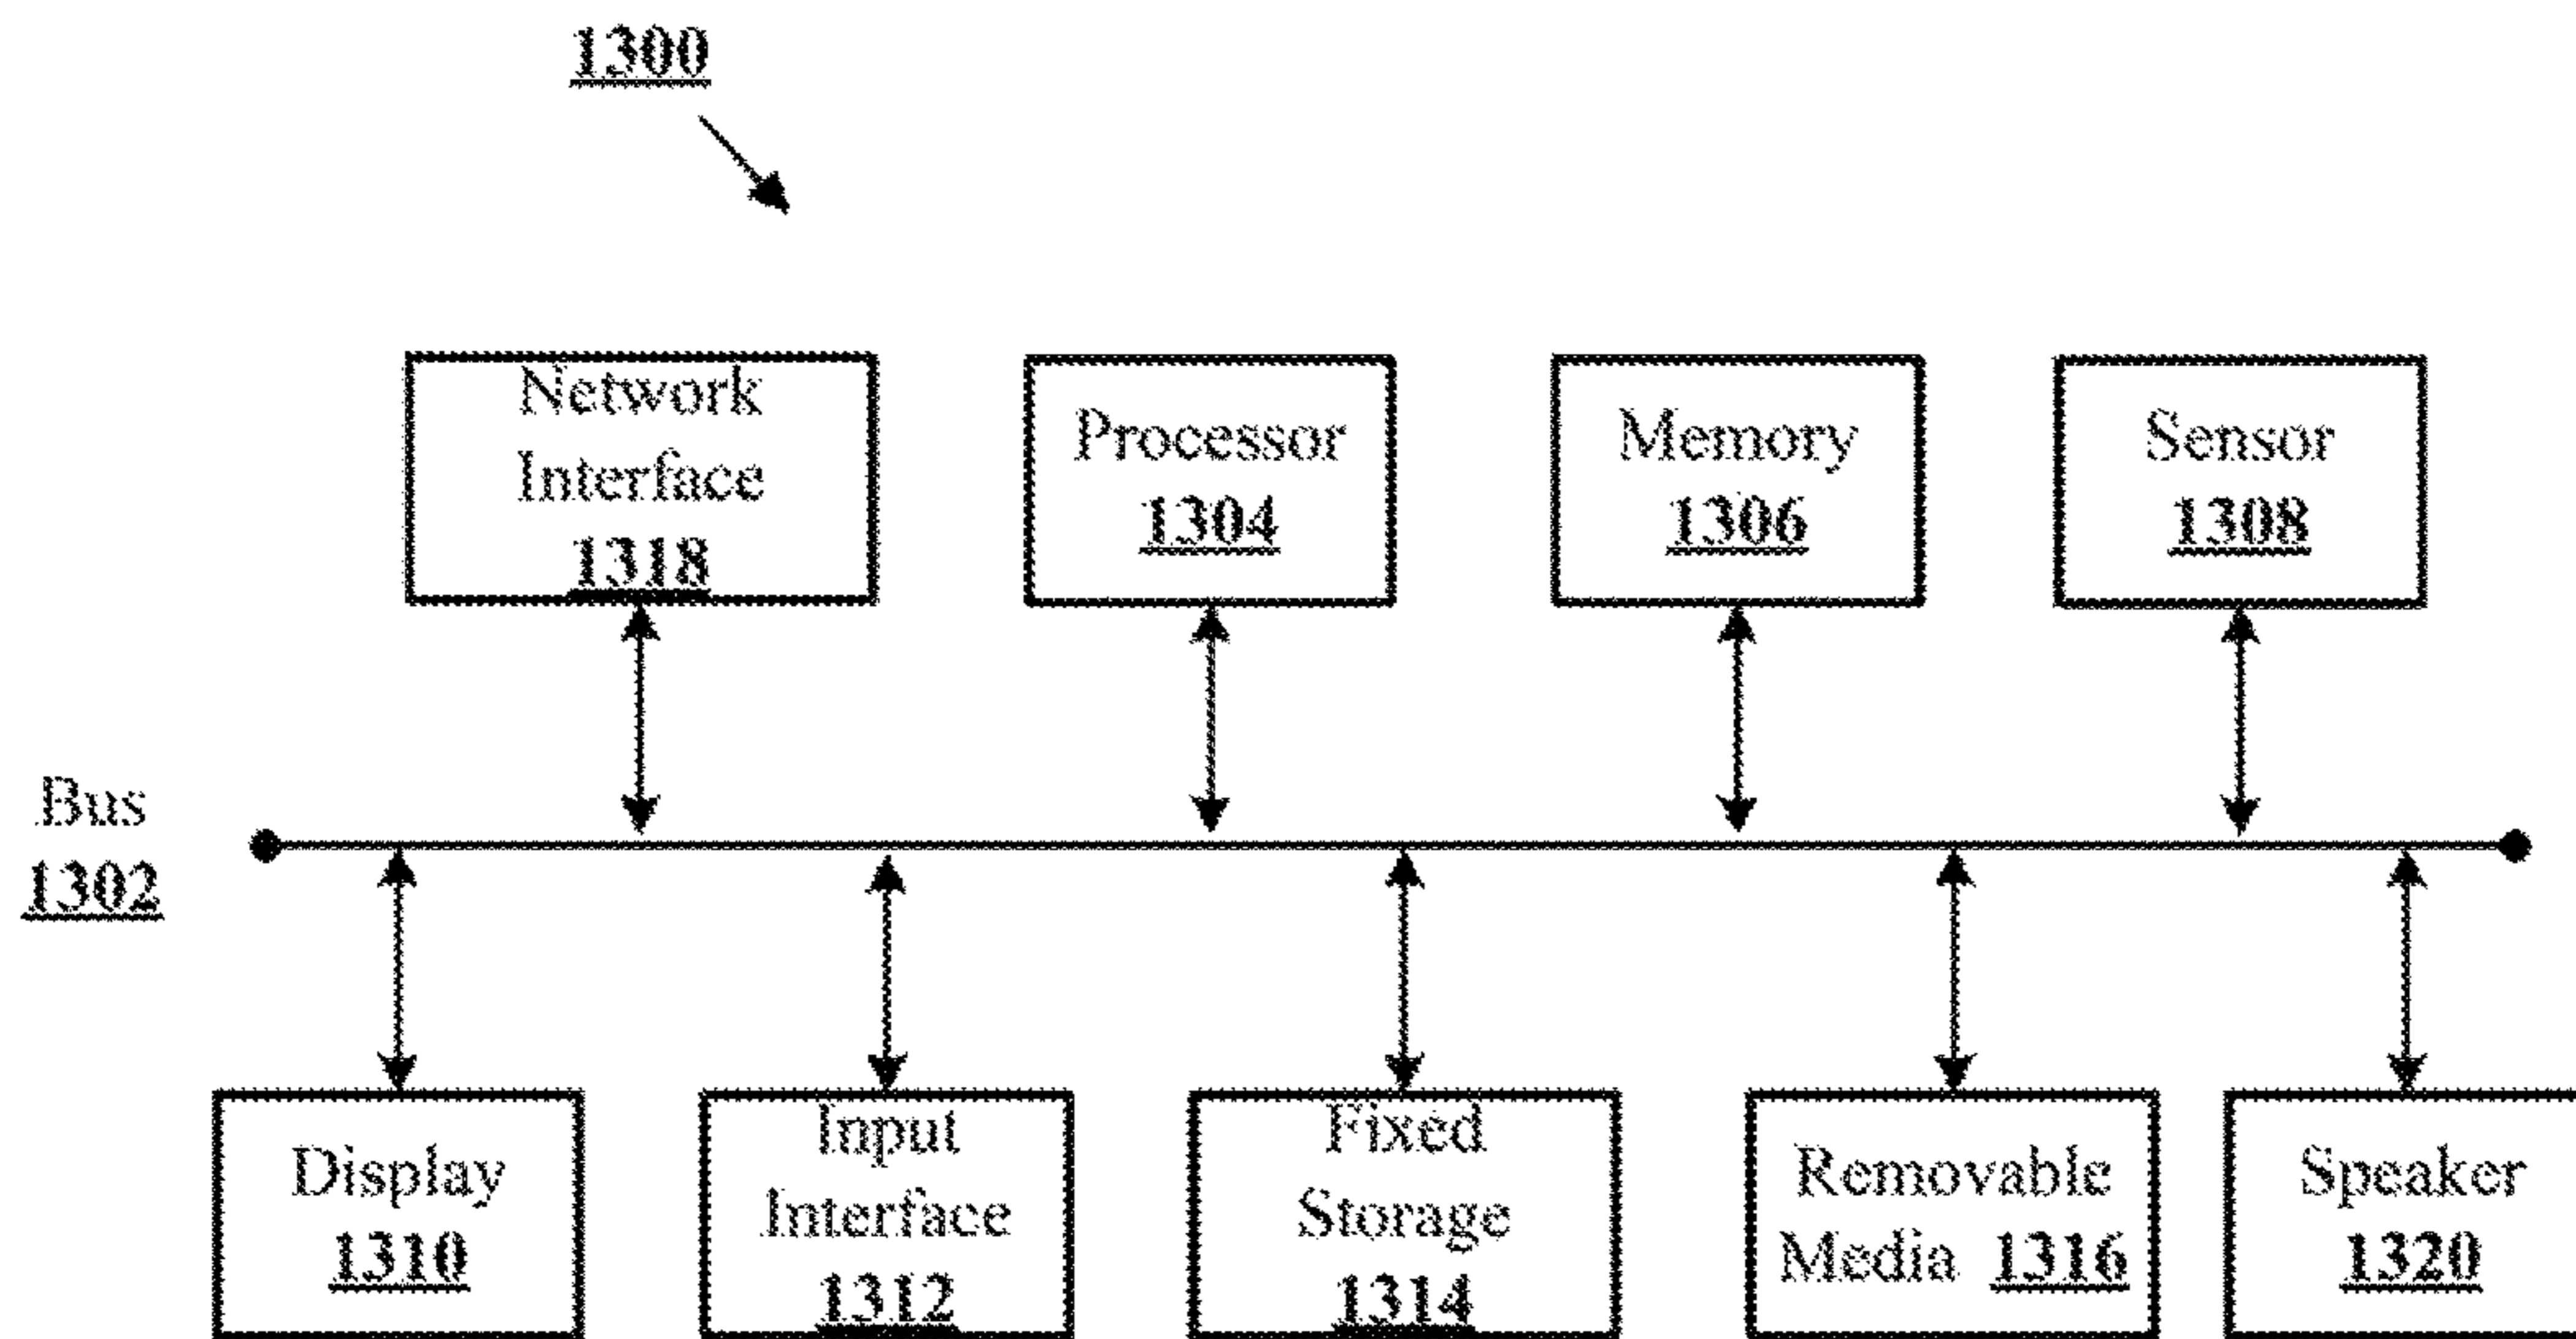 1300
Network
Interface
1318
Processor
1304
Memory
1306
Sensor
1308
Bus
1302
Display
1310
Input
Interface
1312
Fixed
Storage
1314
Removable
Media 1316
Speaker
1320